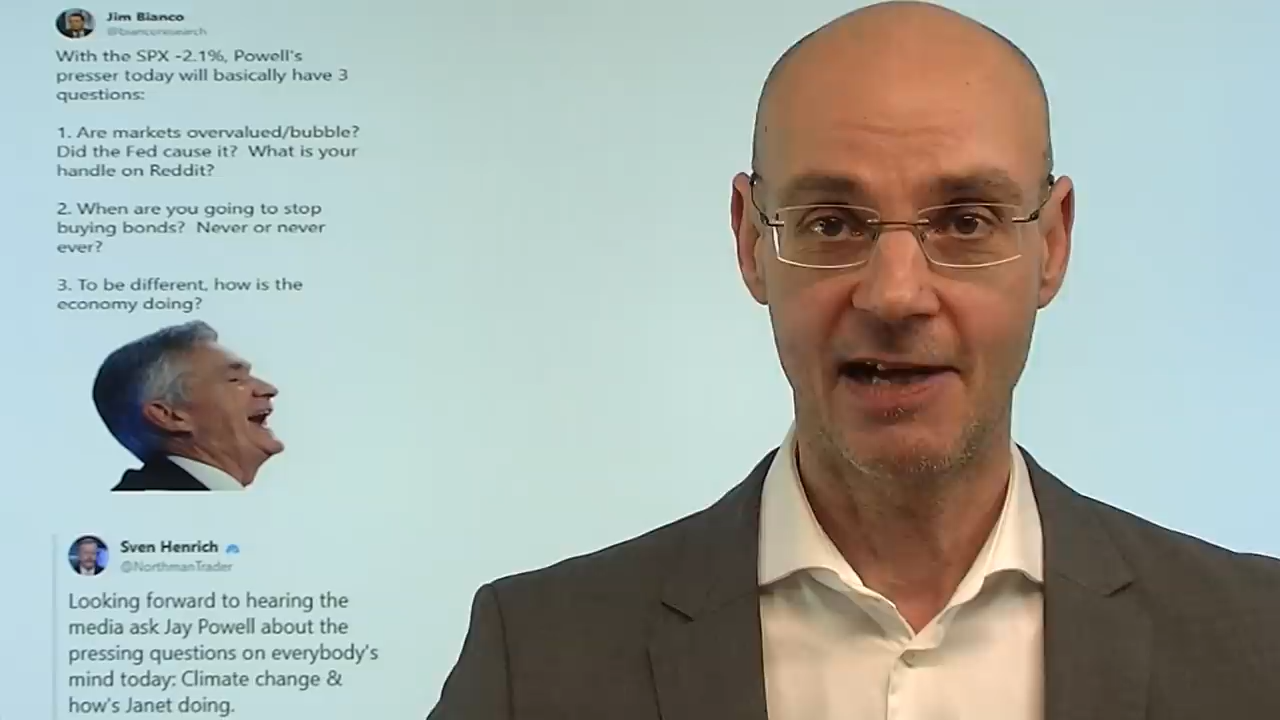 Jim Bianco
@biancoresearch
With the SPX -2.1%, Powell's
presser today will basically have 3
questions:
1. Are markets overvalued/bubble?
Did the Fed cause it?  What is your
handle on Reddit?
2. When are you going to stop
buying bonds?  Never or never
ever?
3. To be different, how is the
economy doing?
Sven Henrich
@NorthmanTrader
Looking forward to hearing the
media ask Jay Powell about the
pressing questions on everybody's
mind today: Climate change &
how's Janet doing.